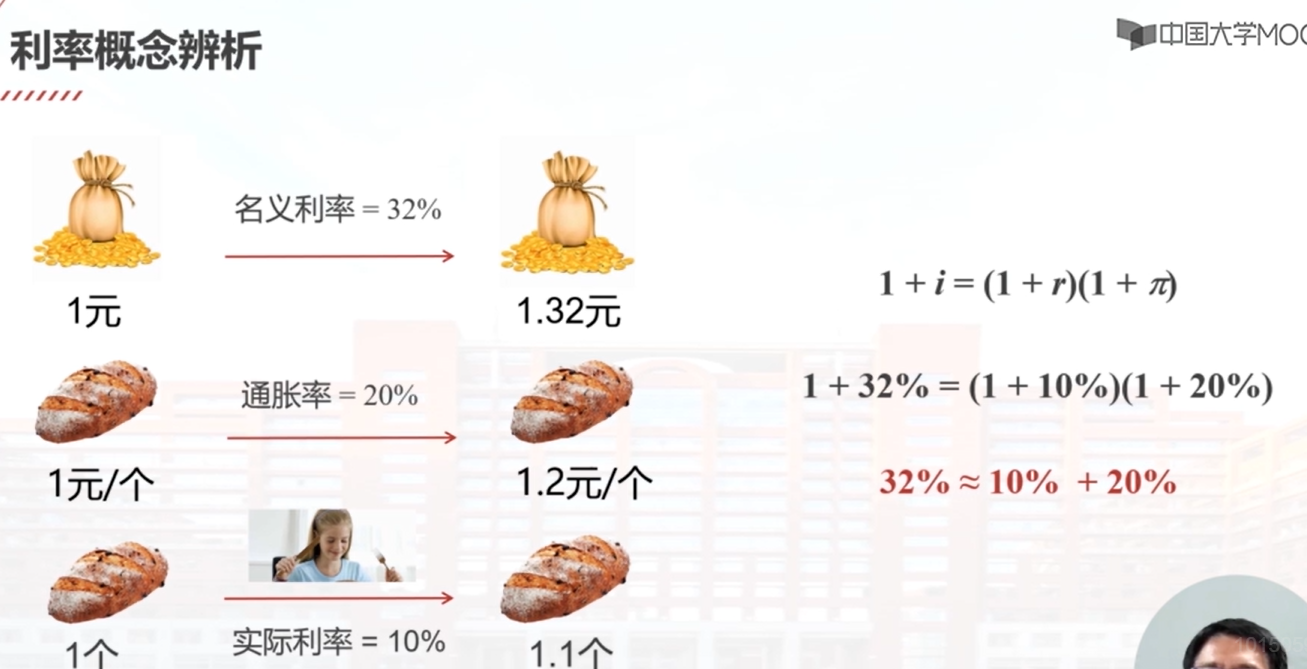 利率概念辨析
中国大学MOO
名义利率 = 32%
1元
1.32元
1 + i = (1 + r)(1 + π)
通胀率 = 20%
1 + 32% = (1 + 10%)(1 + 20%)
1元/个
1.2元/个
32% ≈ 10% + 20%
实际利率 = 10%
1个
1.1个